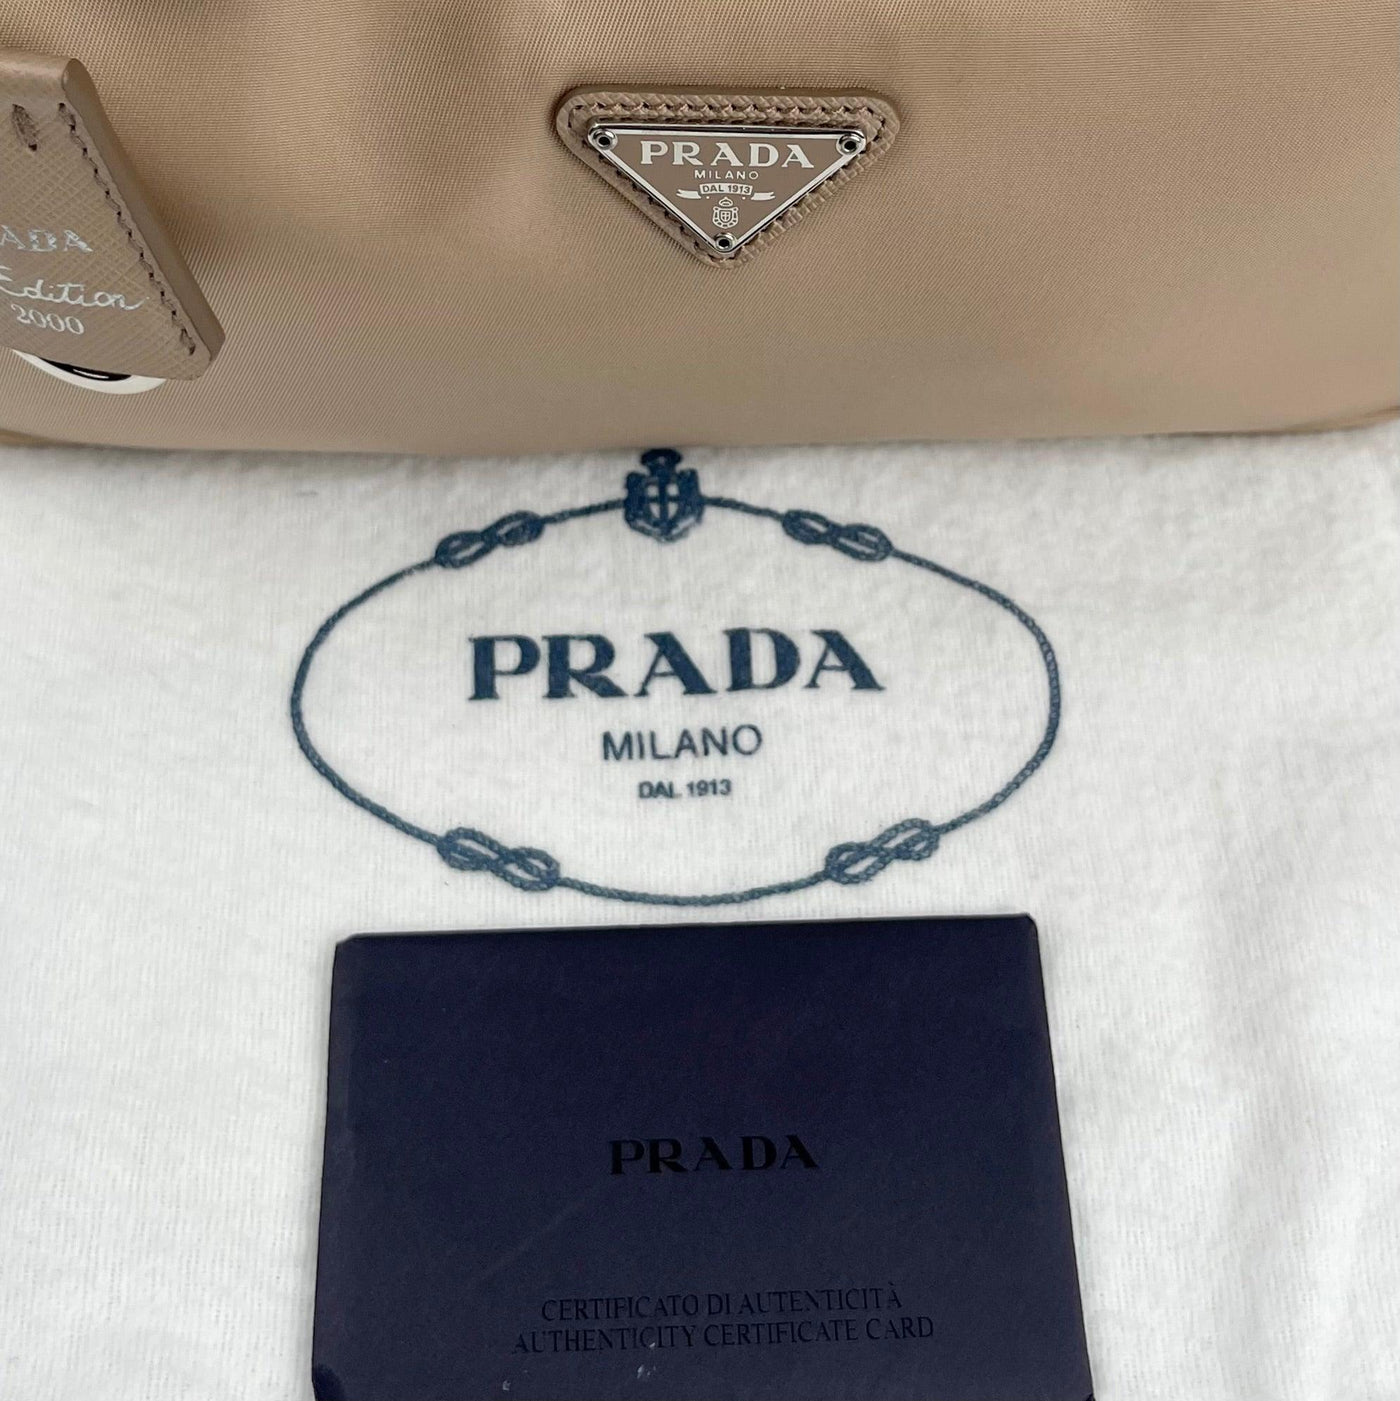 PRADA
MILANO
DAL 1913
ADA
Edition
2000
PRADA
MILANO
DAL 1913
PRADA
CERTIFICATO DI AUTENTICITÀ
AUTHENTICITY CERTIFICATE CARD